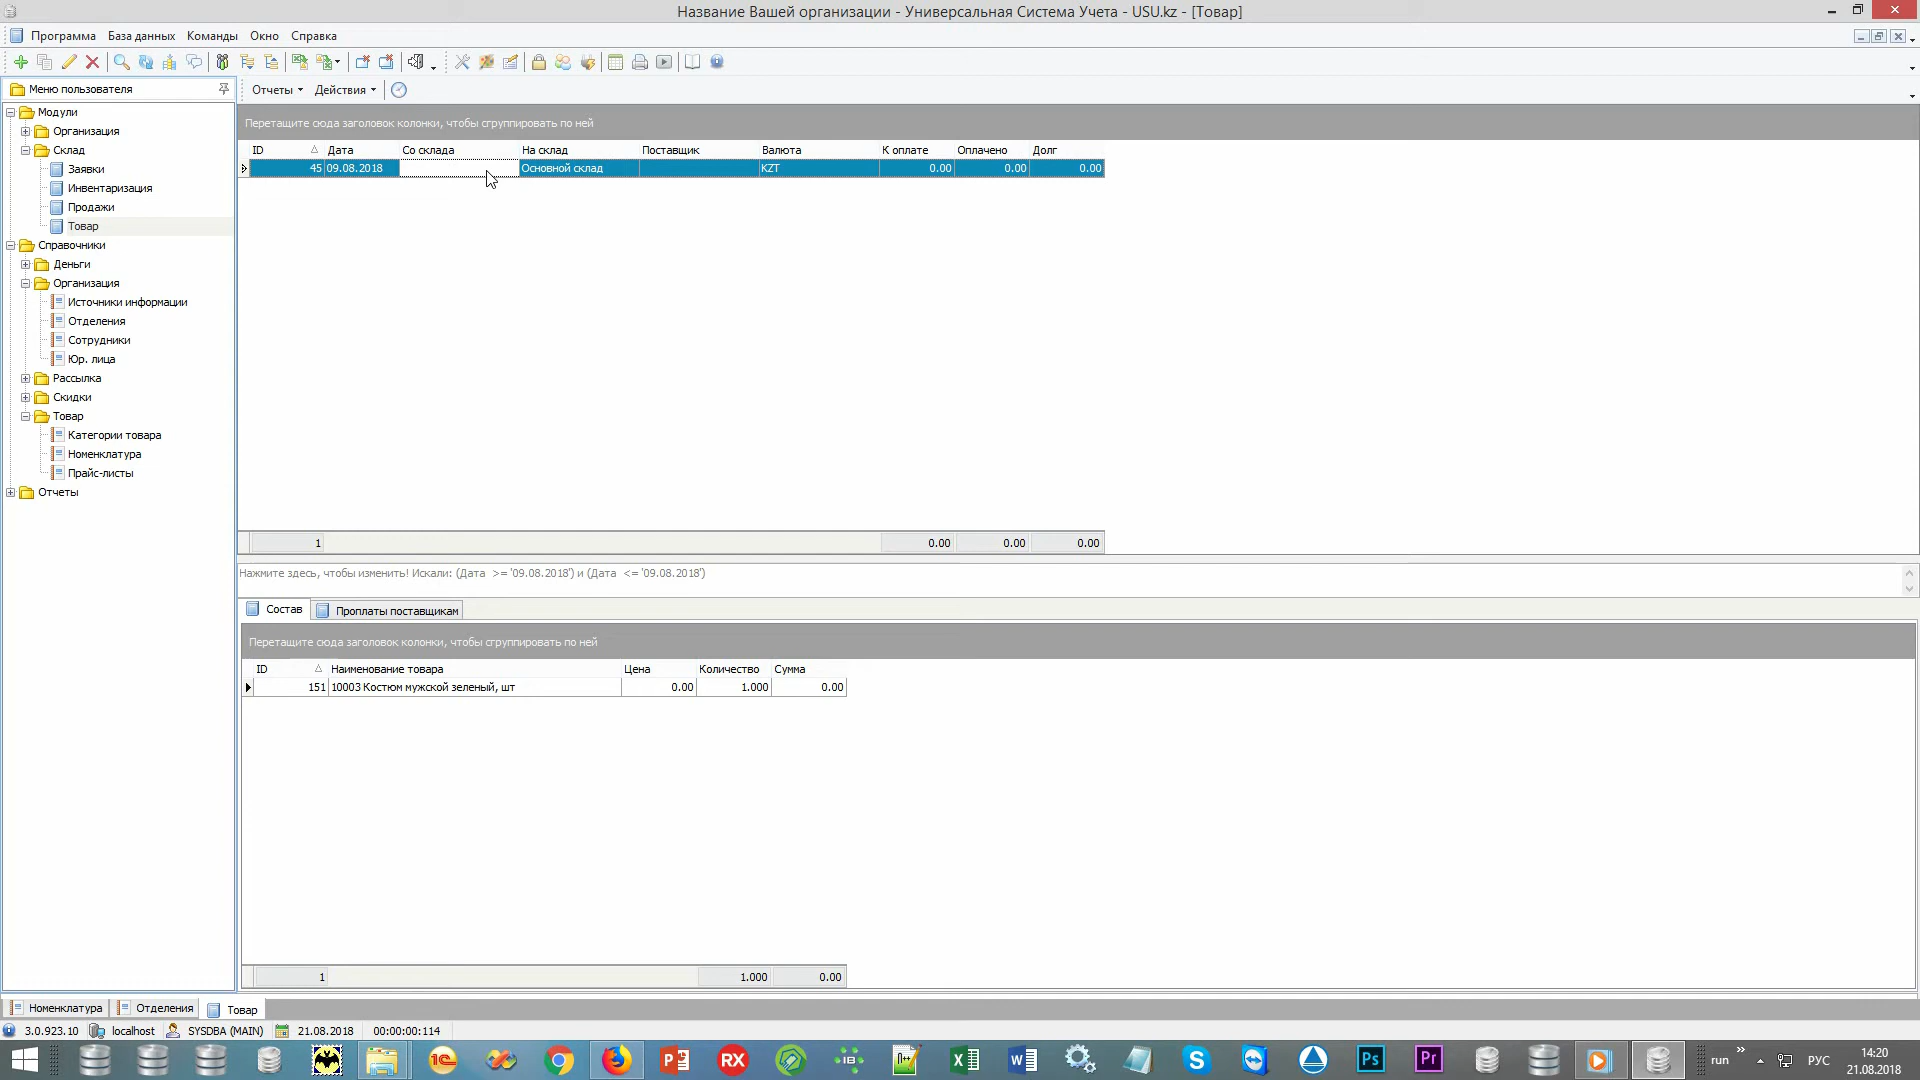 Название Вашей организации - Универсальная Система Учета - USU.kz - [Товар]
Программа База данных Команды Окно Справка
Меню пользователя
Отчеты Действия
Модули
Организация
Склад
Заявки
Инвентаризация
Продажи
Товар
Справочники
Деньги
Организация
Источники информации
Отделения
Сотрудники
Юр. лица
Рассылка
Скидки
Товар
Категории товара
Номенклатура
Прайс-листы
Отчеты
Перетащите сюда заголовок колонки, чтобы сгруппировать по ней
ID Дата Со склада На склад Поставщик Валюта К оплате Оплачено Долг
45 09.08.2018 Основной склад KZT 0.00 0.00 0.00
1 0.00 0.00 0.00
Нажмите здесь, чтобы изменить! Искали: (Дата >= '09.08.2018') и (Дата <= '09.08.2018')
Состав Проплаты поставщикам
Перетащите сюда заголовок колонки, чтобы сгруппировать по ней
ID Наименование товара Цена Количество Сумма
151 10003 Костюм мужской зеленый, шт 0.00 1.000 0.00
1 1.000 0.00
Номенклатура Отделения Товар
3.0.923.10 localhost SYSDBA (MAIN) 21.08.2018 00:00:00:114
run РУС 14:20
21.08.2018